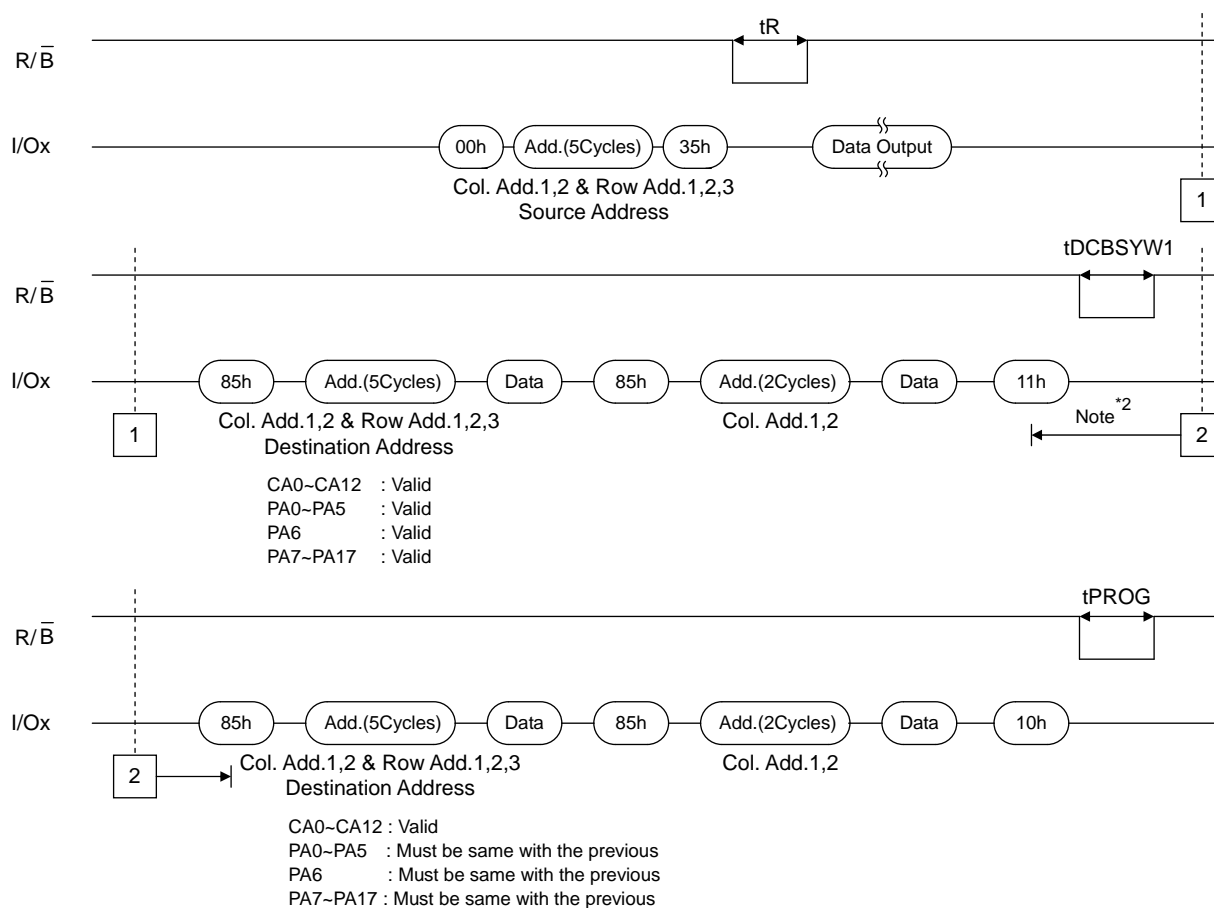 tR
R/B̅
I/Ox
00h Add.(5Cycles) 35h Data Output
Col. Add.1,2 & Row Add.1,2,3
Source Address
1
tDCBSYW1
R/B̅
I/Ox
85h Add.(5Cycles) Data 85h Add.(2Cycles) Data 11h
1
Col. Add.1,2 & Row Add.1,2,3
Destination Address
Col. Add.1,2
Note*2
2
CA0~CA12 : Valid
PA0~PA5 : Valid
PA6 : Valid
PA7~PA17 : Valid
tPROG
R/B̅
I/Ox
85h Add.(5Cycles) Data 85h Add.(2Cycles) Data 10h
2
Col. Add.1,2 & Row Add.1,2,3
Destination Address
Col. Add.1,2
CA0~CA12 : Valid
PA0~PA5 : Must be same with the previous
PA6 : Must be same with the previous
PA7~PA17 : Must be same with the previous